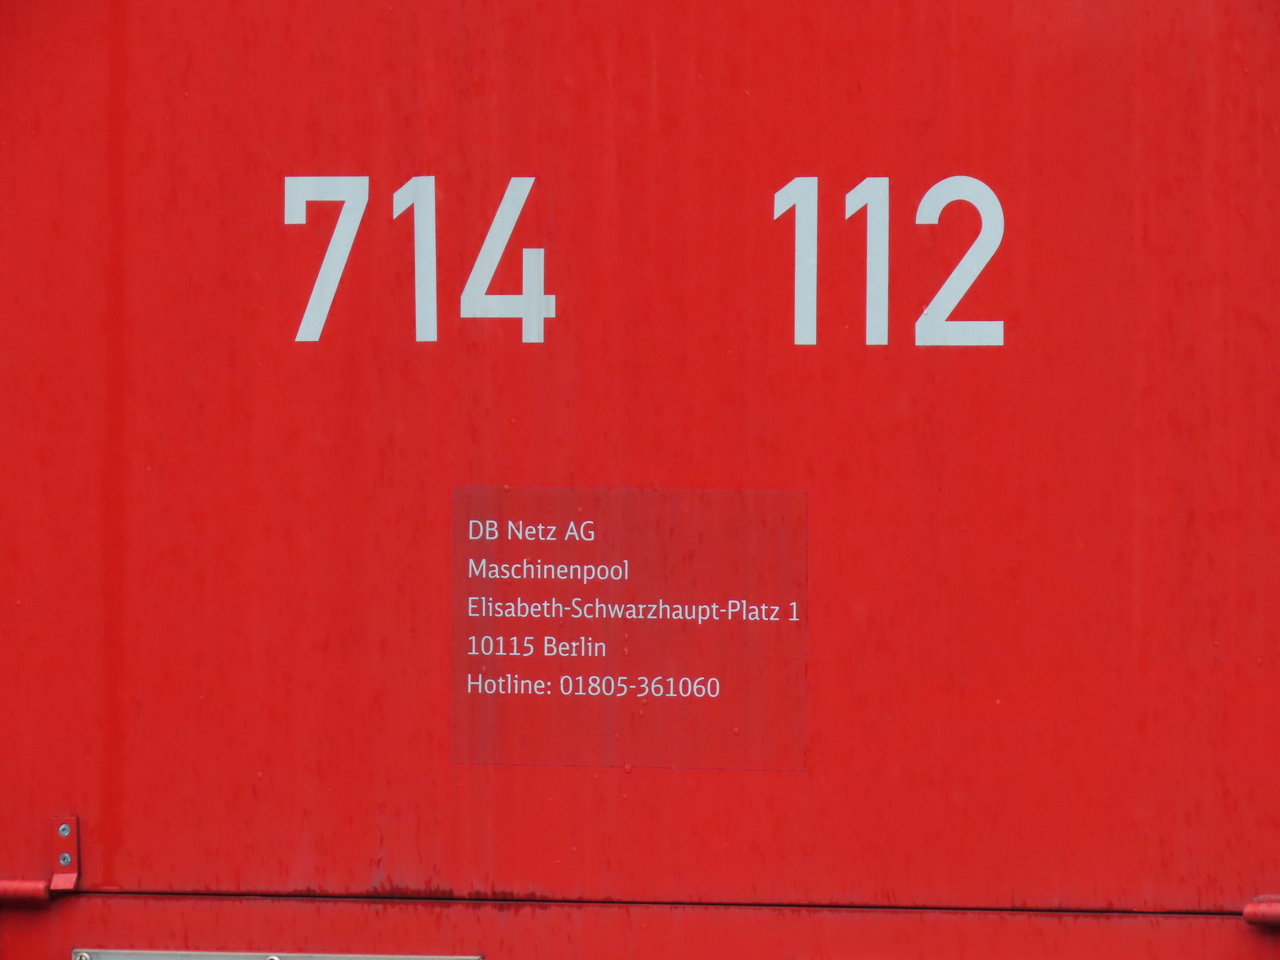 714 112
DB Netz AG
Maschinenpool
Elisabeth-Schwarzhaupt-Platz 1
10115 Berlin
Hotline: 01805-361060